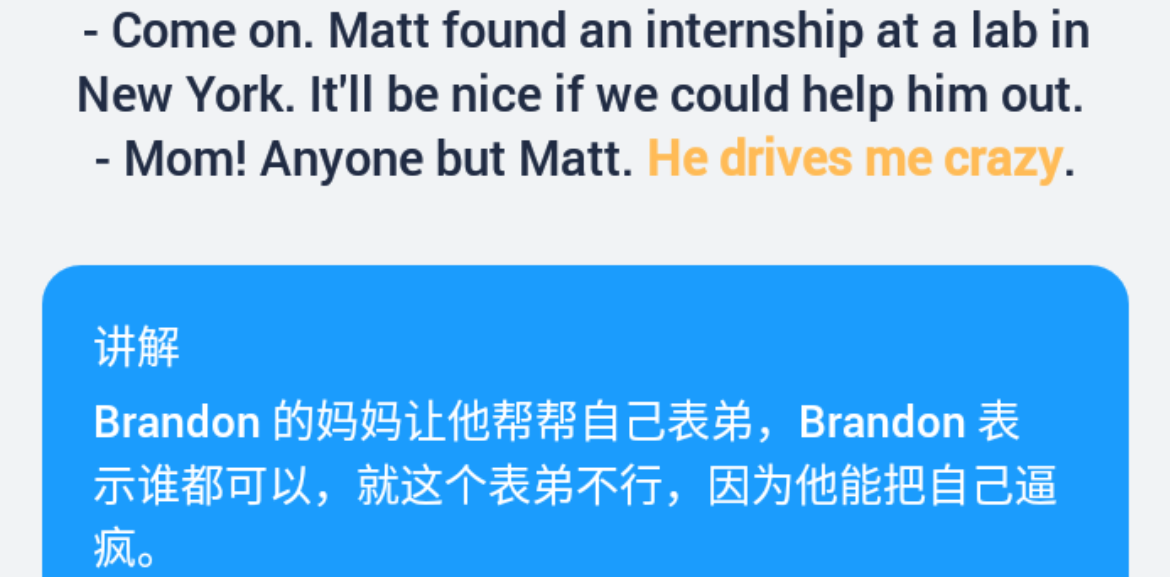 - Come on. Matt found an internship at a lab in
New York. It'll be nice if we could help him out.
- Mom! Anyone but Matt. He drives me crazy.
讲解
Brandon 的妈妈让他帮帮自己表弟，Brandon 表
示谁都可以，就这个表弟不行，因为他能把自己逼
疯。